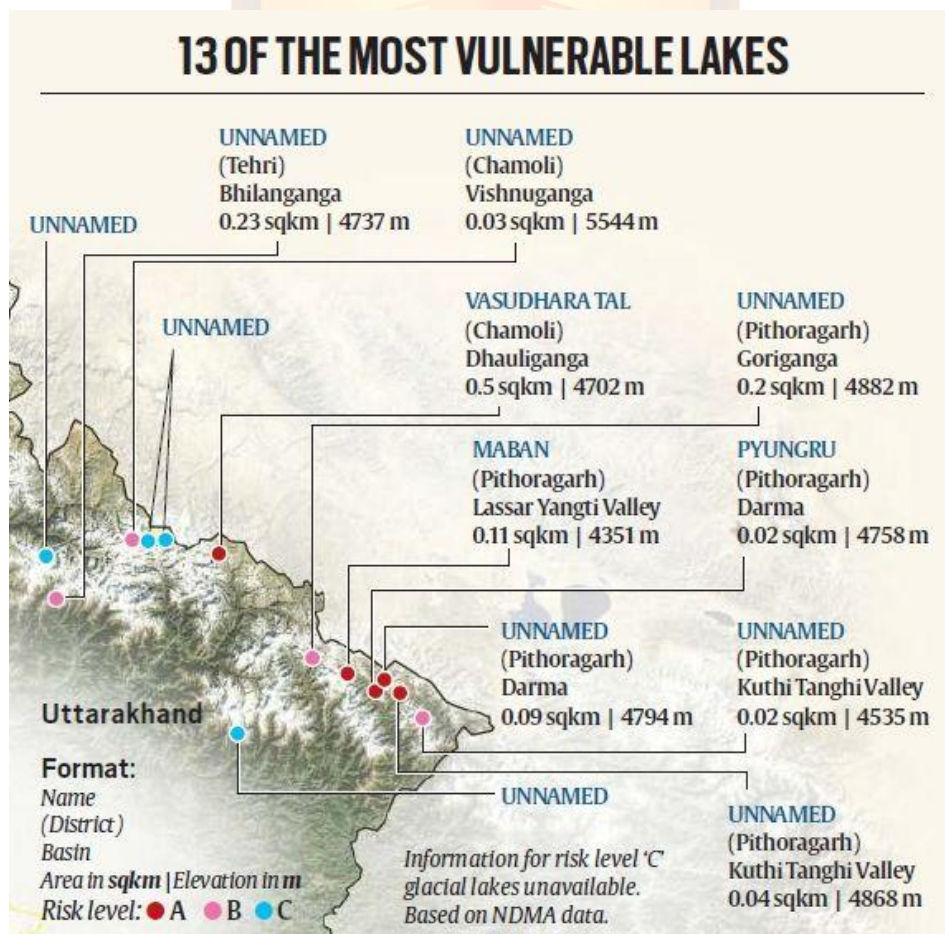 13 OF THE MOST VULNERABLE LAKES
UNNAMED
(Tehri)
Bhilanganga
0.23 sqkm | 4737 m
UNNAMED
(Chamoli)
Vishnuganga
0.03 sqkm | 5544 m
UNNAMED
UNNAMED
VASUDHARA TAL
(Chamoli)
Dhauliganga
0.5 sqkm | 4702 m
UNNAMED
(Pithoragarh)
Goriganga
0.2 sqkm | 4882 m
MABAN
(Pithoragarh)
Lassar Yangti Valley
0.11 sqkm | 4351 m
PYUNGRU
(Pithoragarh)
Darma
0.02 sqkm | 4758 m
UNNAMED
(Pithoragarh)
Darma
0.09 sqkm | 4794 m
UNNAMED
(Pithoragarh)
Kuthi Tanghi Valley
0.02 sqkm | 4535 m
UNNAMED
UNNAMED
(Pithoragarh)
Kuthi Tanghi Valley
0.04 sqkm | 4868 m
Uttarakhand
Format:
Name
(District)
Basin
Area in sqkm | Elevation in m
Risk level: A B C
Information for risk level ‘C’
glacial lakes unavailable.
Based on NDMA data.